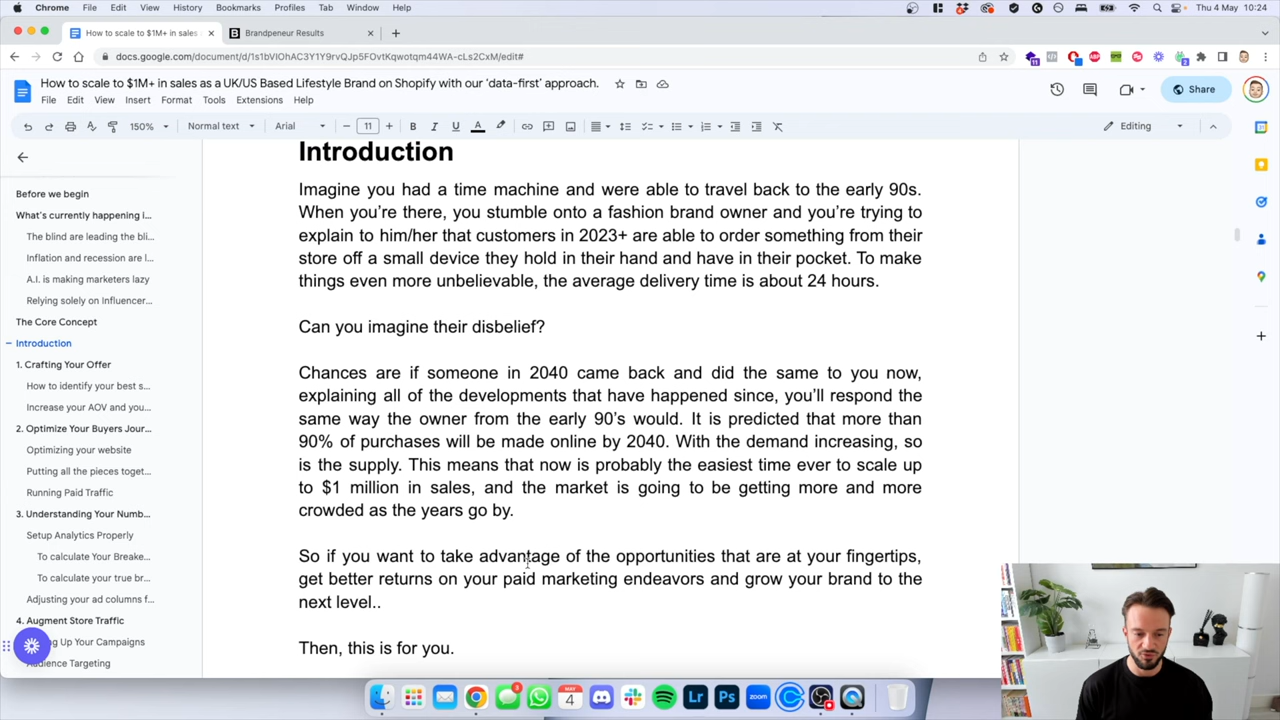 Chrome File Edit View History Bookmarks Profiles Tab Window Help Thu 4 May 10:24
How to scale to $1M+ in sales Brandpeneur Results
docs.google.com/document/d/1s1bVIOhAC3Y1Y9rvQJp5FOvtKqwotqm44WA-cLs2CxM/edit#
How to scale to $1M+ in sales as a UK/US Based Lifestyle Brand on Shopify with our 'data-first' approach.
File Edit View Insert Format Tools Extensions Help
Share
150% Normal text Arial 11 Editing
Before we begin
What's currently happening i...
The blind are leading the bli...
Inflation and recession are l...
A.I. is making marketers lazy
Relying solely on Influencer...
The Core Concept
Introduction
1. Crafting Your Offer
How to identify your best s...
Increase your AOV and you...
2. Optimize Your Buyers Jour...
Optimizing your website
Putting all the pieces togeth...
Running Paid Traffic
3. Understanding Your Numb...
Setup Analytics Properly
To calculate Your Breake...
To calculate your true br...
Adjusting your ad columns f...
4. Augment Store Traffic
Up Your Campaigns
Audience Targeting
Introduction
Imagine you had a time machine and were able to travel back to the early 90s.
When you're there, you stumble onto a fashion brand owner and you're trying to
explain to him/her that customers in 2023+ are able to order something from their
store off a small device they hold in their hand and have in their pocket. To make
things even more unbelievable, the average delivery time is about 24 hours.
Can you imagine their disbelief?
Chances are if someone in 2040 came back and did the same to you now,
explaining all of the developments that have happened since, you'll respond the
same way the owner from the early 90's would. It is predicted that more than
90% of purchases will be made online by 2040. With the demand increasing, so
is the supply. This means that now is probably the easiest time ever to scale up
to $1 million in sales, and the market is going to be getting more and more
crowded as the years go by.
So if you want to take advantage of the opportunities that are at your fingertips,
get better returns on your paid marketing endeavors and grow your brand to the
next level..
Then, this is for you.
MAY
4
Lr Ps zoom